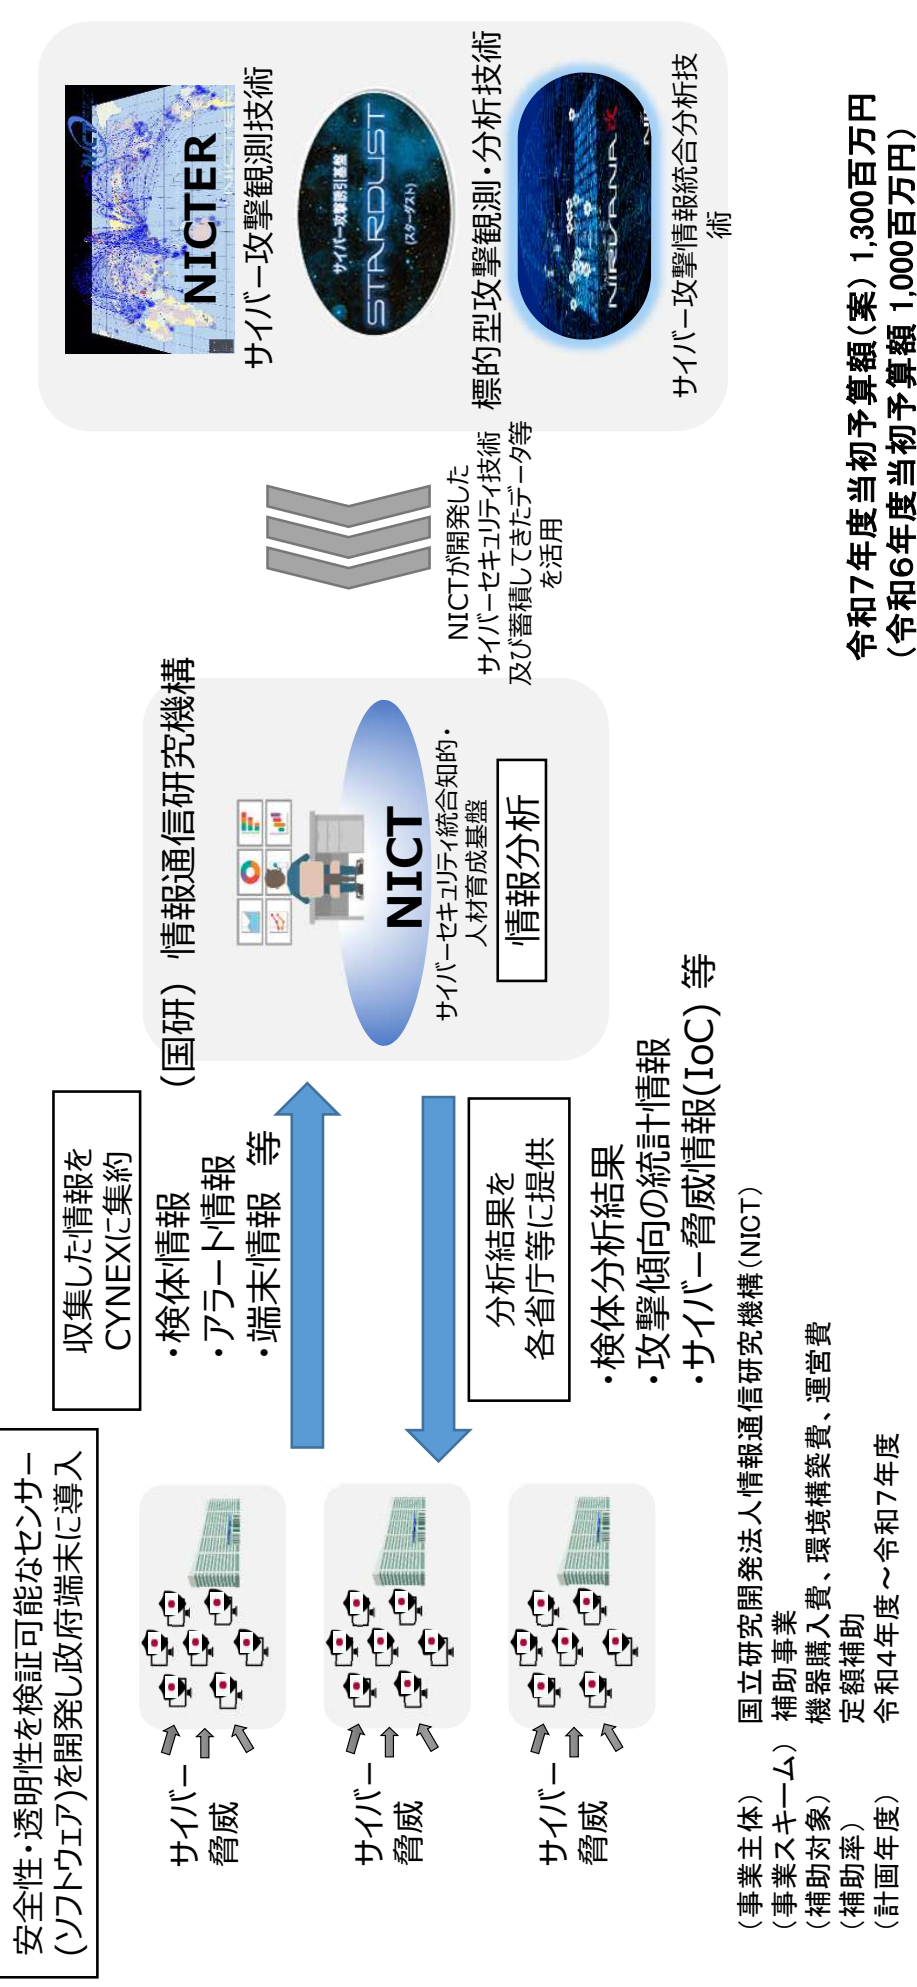 安全性・透明性を検証可能なセンサー
(ソフトウェア)を開発し政府端末に導入
サイバー
脅威
サイバー
脅威
サイバー
脅威
収集した情報を
CYNEXに集約
・検体情報
・アラート情報
・端末情報 等
分析結果を
各省庁等に提供
・検体分析結果
・攻撃傾向の統計情報
・サイバー脅威情報(IoC) 等
(国研) 情報通信研究機構
NICT
サイバーセキュリティ統合知的・
人材育成基盤
情報分析
NICTが開発した
サイバーセキュリティ技術
及び蓄積してきたデータ等
を活用
NICT
NICTER
サイバー攻撃観測技術
サイバー攻撃誘引基盤
STARDUST
(スターダスト)
標的型攻撃観測・分析技術
NIRVANA改
サイバー攻撃情報統合分析技
術
(事業主体) 国立研究開発法人情報通信研究機構(NICT)
(事業スキーム) 補助事業
(補助対象) 機器購入費、環境構築費、運営費
(補助率) 定額補助
(計画年度) 令和4年度~令和7年度
令和7年度当初予算額(案) 1,300百万円
(令和6年度当初予算額 1,000百万円)